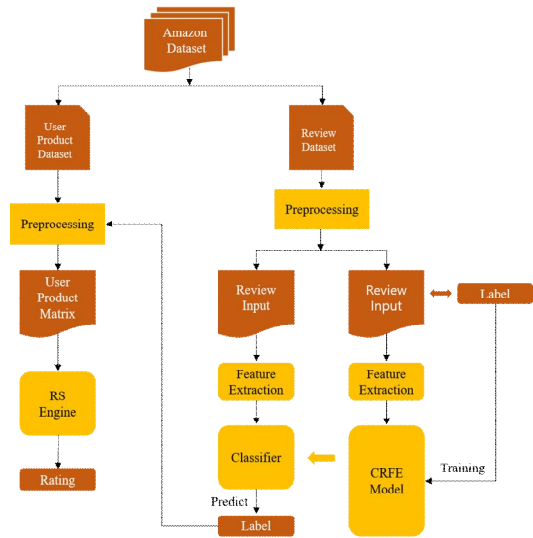 Amazon
Dataset
User
Product
Dataset
Review
Dataset
Preprocessing
Preprocessing
User
Product
Matrix
Review
Input
Review
Input
Label
Feature
Extraction
Feature
Extraction
RS
Engine
Classifier
CRFE
Model
Training
Rating
Predict
Label